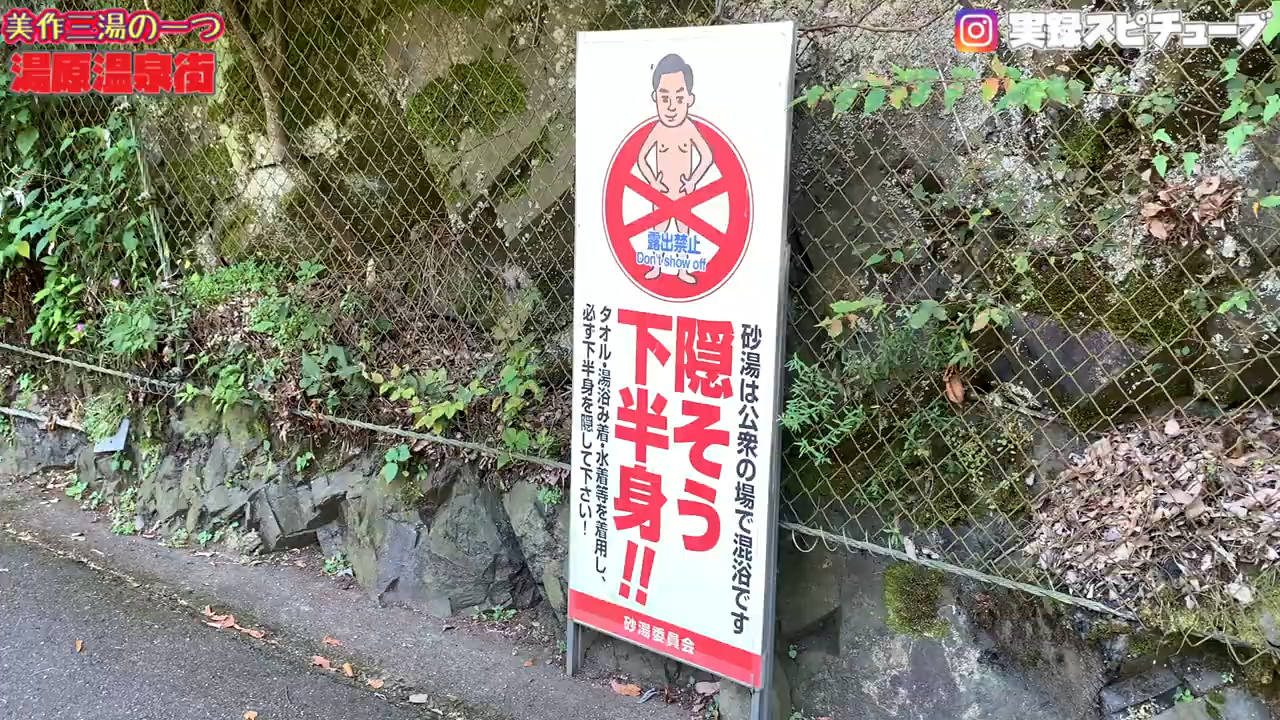 美作三湯の一つ
湯原温泉街
実録スピチューブ
露出禁止
Don't show off
砂湯は公衆の場で混浴です
隠そう
下半身!!
タオル・湯浴み着・水着等を着用し、
必ず下半身を隠して下さい!
砂湯委員会